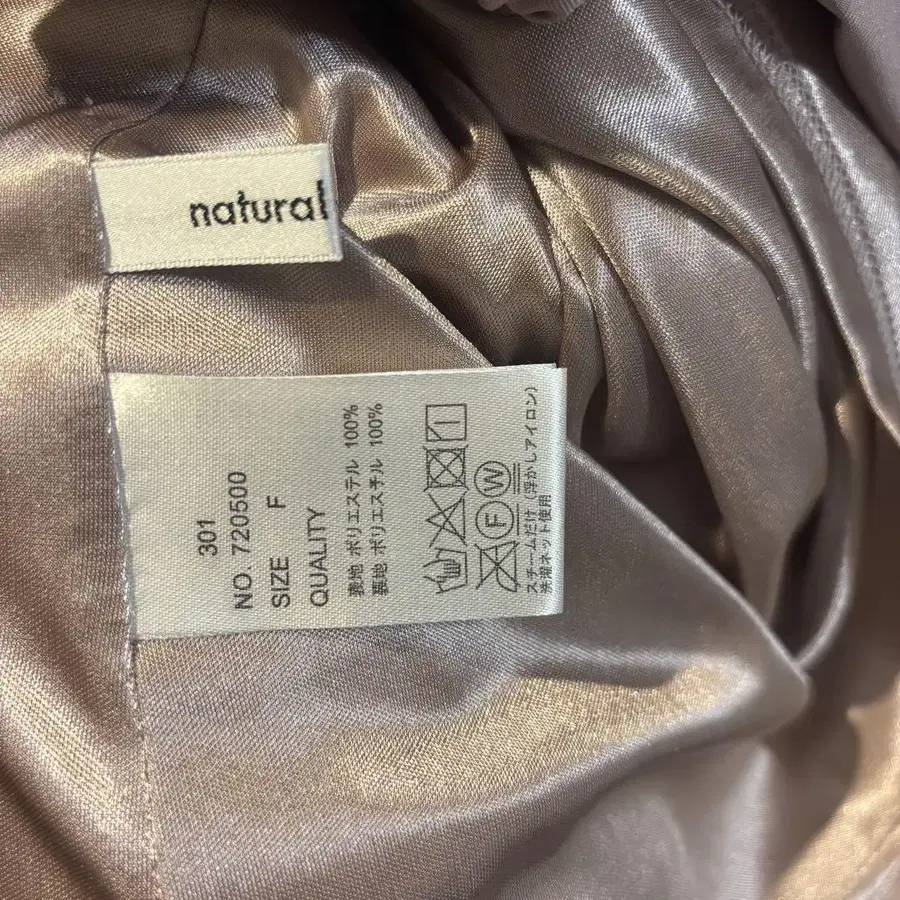 natural
301
NO. 720500
SIZE F
QUALITY
表地 ポリエステル 100%
裏地 ポリエステル 100%
F W
スチームだけ(浮かしアイロン)
洗濯ネット使用